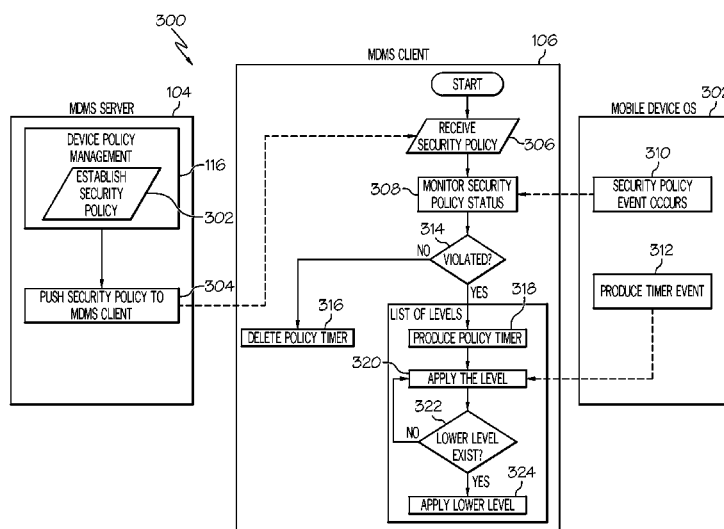 300
MDMS SERVER
104
DEVICE POLICY
MANAGEMENT
116
ESTABLISH
SECURITY
POLICY
302
PUSH SECURITY POLICY TO
MDMS CLIENT
304
MDMS CLIENT
106
START
RECEIVE
SECURITY POLICY
306
308
MONITOR SECURITY
POLICY STATUS
314
VIOLATED?
NO
YES
316
DELETE POLICY TIMER
LIST OF LEVELS
318
PRODUCE POLICY TIMER
320
APPLY THE LEVEL
322
LOWER LEVEL
EXIST?
NO
YES
324
APPLY LOWER LEVEL
MOBILE DEVICE OS
302
310
SECURITY POLICY
EVENT OCCURS
312
PRODUCE TIMER EVENT